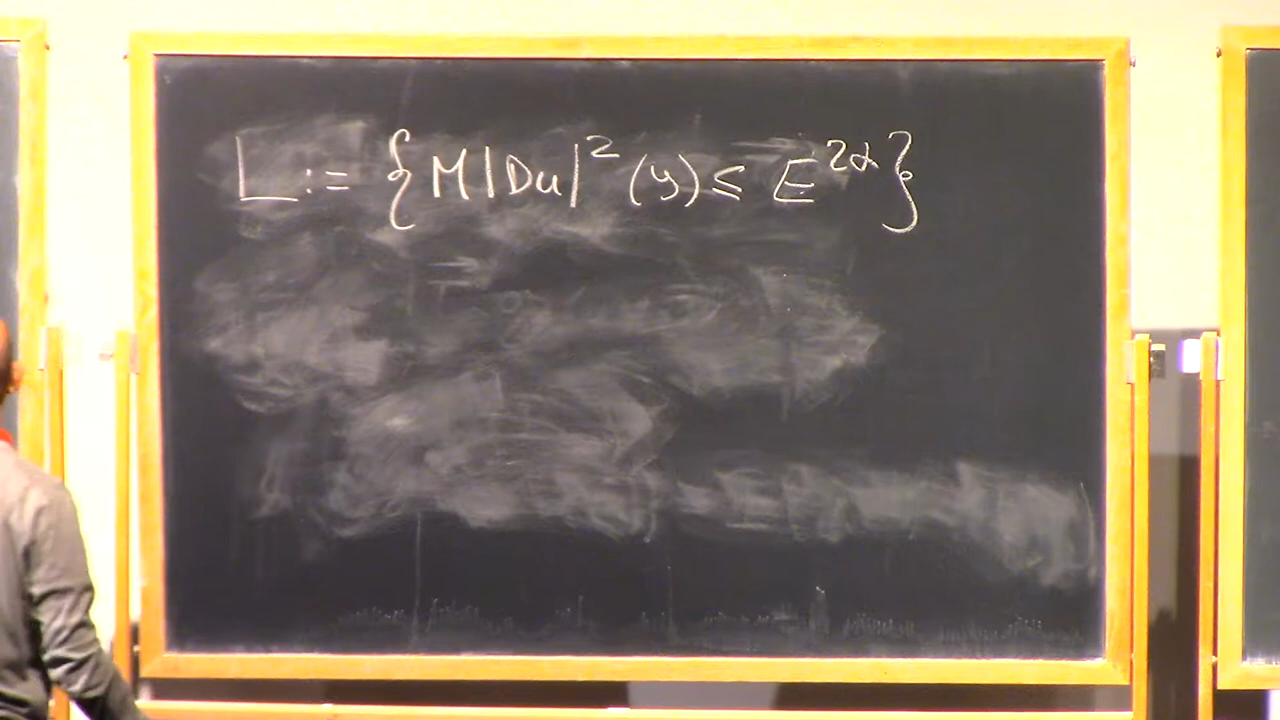 L := { M|Du|² (y) ≤ E^{2α} }